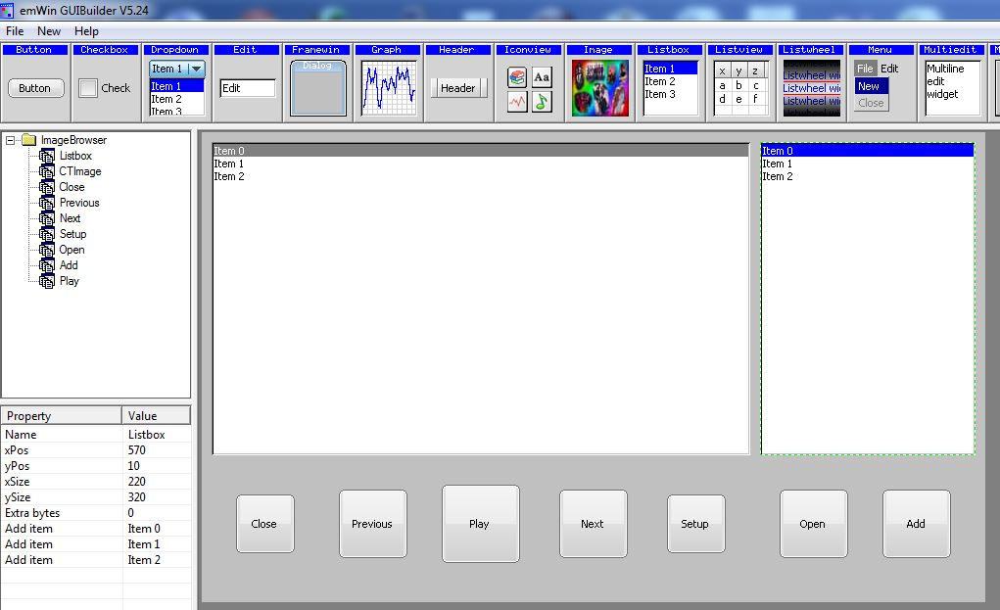 emWin GUIBuilder V5.24
File New Help
Button Checkbox Dropdown Edit Framewin Graph Header Iconview Image Listbox Listview Listwheel Menu Multiedit
Button
Check
Item 1
Item 1
Item 2
Item 3
Edit
Dialog
Header
Aa
Item 1
Item 2
Item 3
x y z
a b c
d e f
Listwheel wi
Listwheel wi
Listwheel wi
File Edit
New
Close
Multiline
edit
widget
ImageBrowser
Listbox
CTImage
Close
Previous
Next
Setup
Open
Add
Play
Property Value
Name Listbox
xPos 570
yPos 10
xSize 220
ySize 320
Extra bytes 0
Add item Item 0
Add item Item 1
Add item Item 2
Item 0
Item 1
Item 2
Item 0
Item 1
Item 2
Close Previous Play Next Setup Open Add